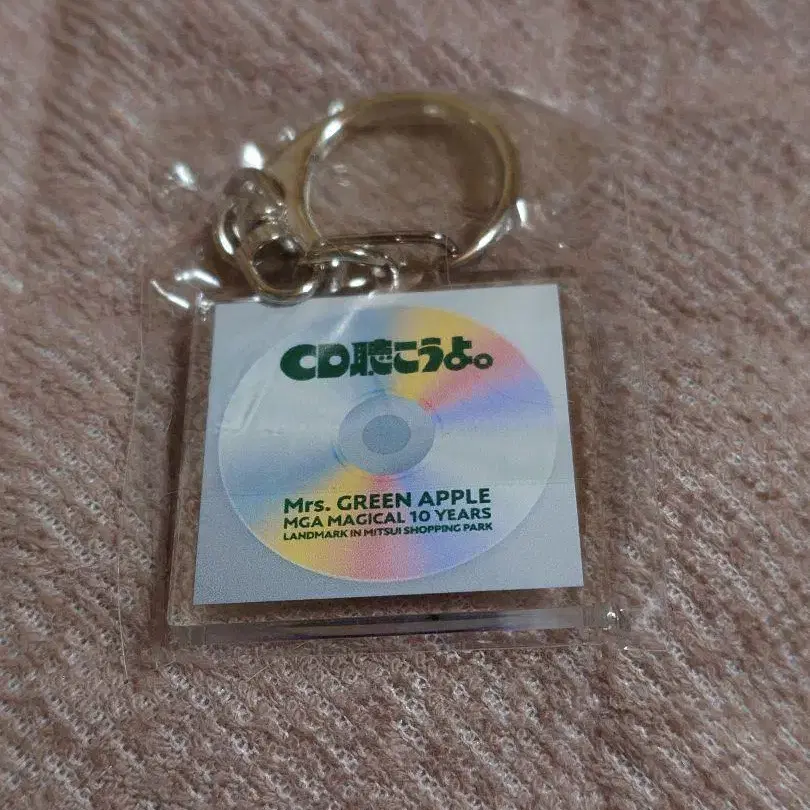 CD聴こうよ。
Mrs. GREEN APPLE
MGA MAGICAL 10 YEARS
LANDMARK IN MITSUI SHOPPING PARK